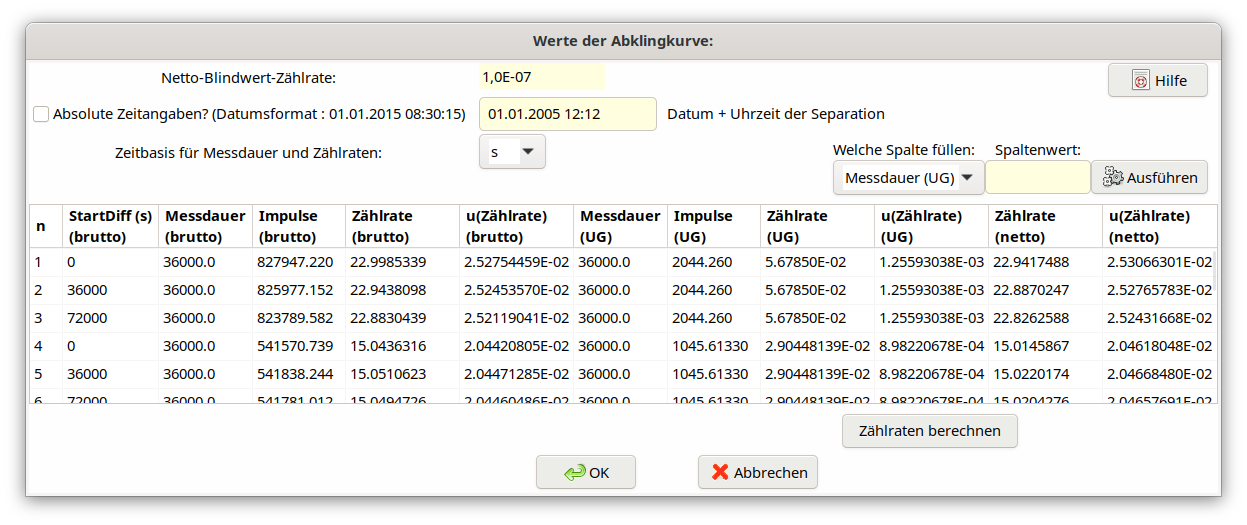 Werte der Abklingkurve:
Netto-Blindwert-Zählrate: 1,0E-07 Hilfe
Absolute Zeitangaben? (Datumsformat : 01.01.2015 08:30:15) 01.01.2005 12:12 Datum + Uhrzeit der Separation
Zeitbasis für Messdauer und Zählraten: s
Welche Spalte füllen: Spaltenwert:
Messdauer (UG) Ausführen
n StartDiff (s) Messdauer Impulse Zählrate u(Zählrate) Messdauer Impulse Zählrate u(Zählrate) Zählrate u(Zählrate)
(brutto) (brutto) (brutto) (brutto) (brutto) (UG) (UG) (UG) (UG) (netto) (netto)
1 0 36000.0 827947.220 22.9985339 2.52754459E-02 36000.0 2044.260 5.67850E-02 1.25593038E-03 22.9417488 2.53066301E-02
2 36000 36000.0 825977.152 22.9438098 2.52453570E-02 36000.0 2044.260 5.67850E-02 1.25593038E-03 22.8870247 2.52765783E-02
3 72000 36000.0 823789.582 22.8830439 2.52119041E-02 36000.0 2044.260 5.67850E-02 1.25593038E-03 22.8262588 2.52431668E-02
4 0 36000.0 541570.739 15.0436316 2.04420805E-02 36000.0 1045.61330 2.90448139E-02 8.98220678E-04 15.0145867 2.04618048E-02
5 36000 36000.0 541838.244 15.0510623 2.04471285E-02 36000.0 1045.61330 2.90448139E-02 8.98220678E-04 15.0220174 2.04668480E-02
6 72000 36000.0 541781.012 15.0494726 2.04460486E-02 36000.0 1045.61330 2.90448139E-02 8.98220678E-04 15.0204276 2.04657691E-02
Zählraten berechnen
OK Abbrechen